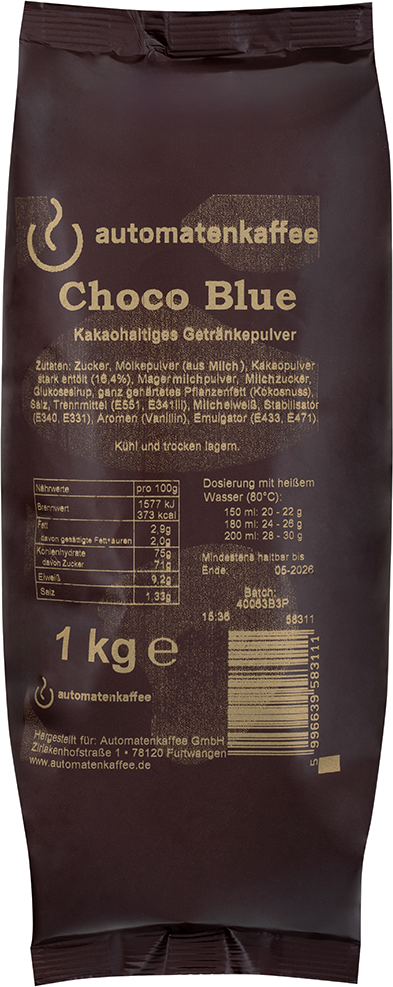 automatenkaffee
Choco Blue
Kakaohaltiges Getränkepulver
Zutaten: Zucker, Molkepulver (aus Milch), Kakaopulver
stark entölt (16,4%), Magermilchpulver, Milchzucker,
Glukosesirup, ganz gehärtetes Pflanzenfett (Kokosnuss),
Salz, Trennmittel (E551, E341iii), Milcheiweiß, Stabilisator
(E340, E331), Aromen (Vanillin), Emulgator (E433, E471).
Kühl und trocken lagern.
Nährwerte pro 100g
Brennwert 1577 kJ
373 kcal
Fett 2,9g
davon gesättigte Fettsäuren 2,0g
Kohlenhydrate 75g
davon Zucker 71g
Eiweiß 9,2g
Salz 1,33g
Dosierung mit heißem
Wasser (80°C):
150 ml: 20 - 22 g
180 ml: 24 - 26 g
200 ml: 28 - 30 g
Mindestens haltbar bis
Ende: 05-2026
Batch:
40053B3P
15:36 58311
1 kg e
automatenkaffee
5 996639 583111
Hergestellt für: Automatenkaffee GmbH
Zirlakenhofstraße 1 • 78120 Furtwangen
www.automatenkaffee.de